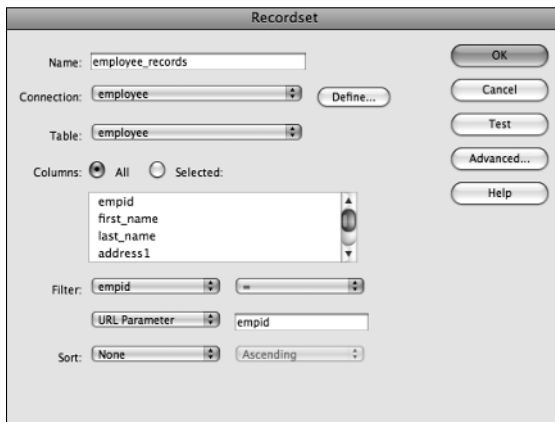 Recordset
Name: employee_records
OK
Connection: employee
Define...
Cancel
Table: employee
Test
Columns: All Selected:
Advanced...
Help
empid
first_name
last_name
address1
Filter: empid =
URL Parameter empid
Sort: None Ascending